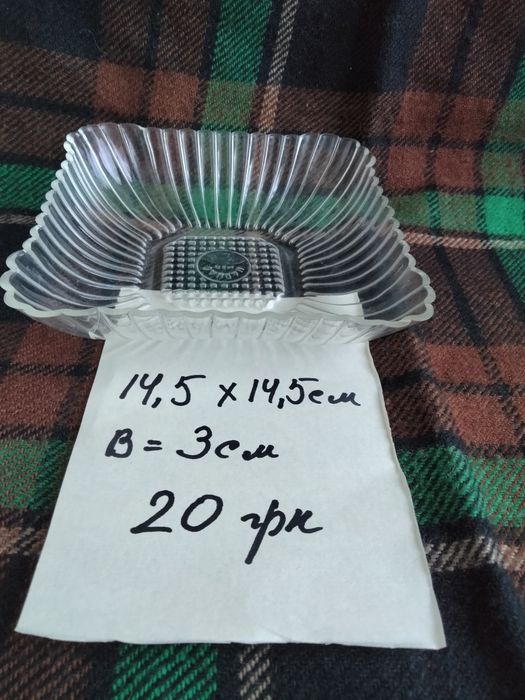 14,5 х 14,5см
В = 3см
20 грн